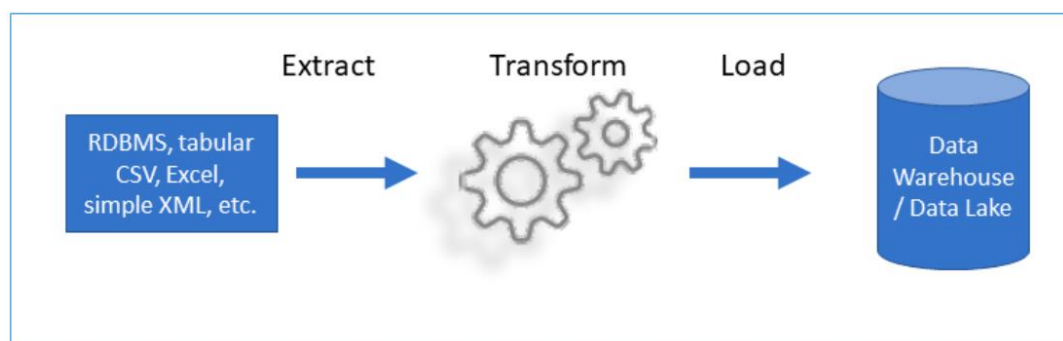 Extract
Transform
Load
RDBMS, tabular
CSV, Excel,
simple XML, etc.
Data
Warehouse
/ Data Lake